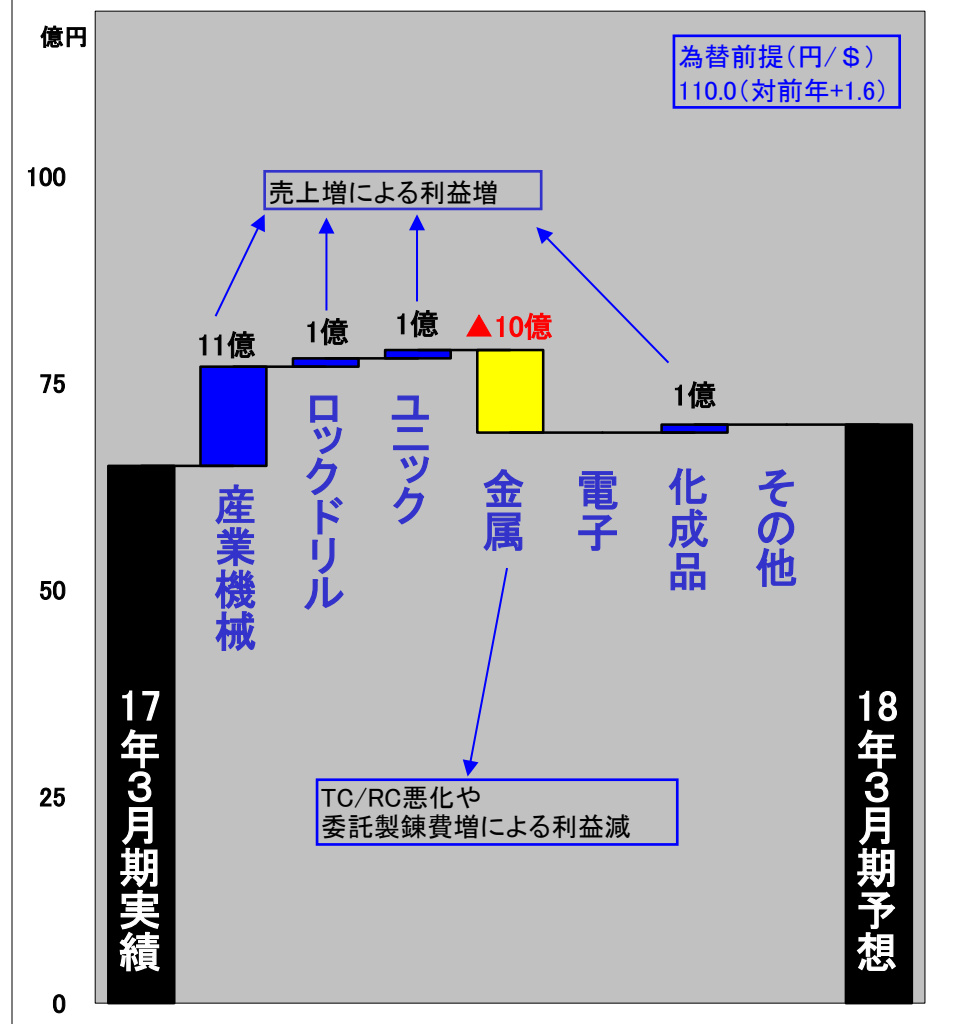 億円
為替前提(円/＄)
110.0(対前年+1.6)
100
売上増による利益増
11億
1億
1億
▲10億
75
1億
産業機械
ロックドリル
ユニック
金属
電子
化成品
その他
50
17年3月期実績
18年3月期予想
25
TC/RC悪化や
委託製錬費増による利益減
0